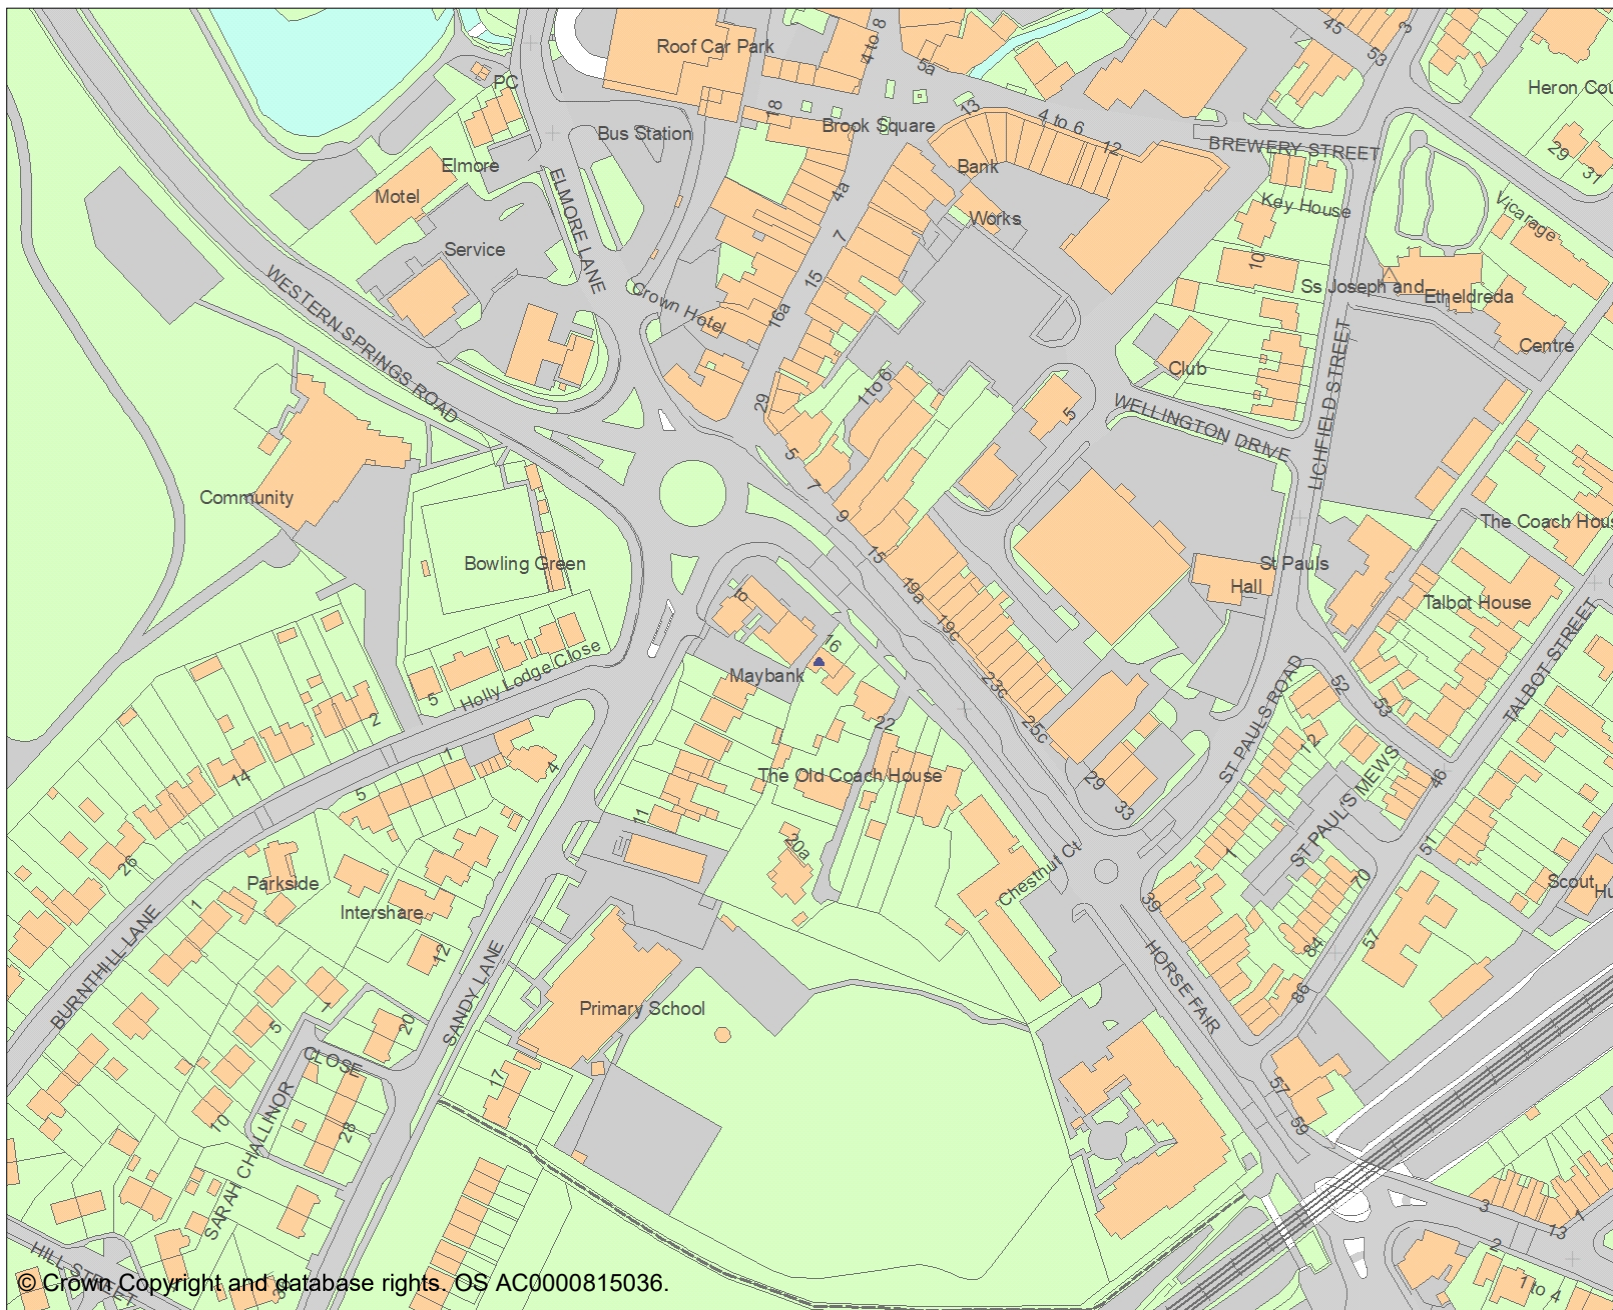 Roof Car Park
4 to 8
5a
45
53
3
PC
18
Bus Station
Brook Square
13
4 to 6
12
BREWERY STREET
Heron Cou
29
31
Elmore
Motel
ELMORE LANE
4a
Bank
Works
Key House
Vicarage
Service
7
10
15
16a
Crown Hotel
Ss Joseph and
Etheldreda
Centre
WESTERN SPRINGS ROAD
Club
1 to 6
29
5
WELLINGTON DRIVE
LICHFIELD STREET
5
7
9
Community
The Coach Hous
Bowling Green
15
19a
St Pauls
Hall
Talbot House
to
16
19c
TALBOT STREET
Maybank
Holly Lodge Close
5
2
22
23c
25c
52
53
ST PAULS ROAD
12
1
4
14
5
The Old Coach House
29
33
ST PAUL'S MEWS
46
11
20a
51
26
Parkside
Chestnut Ct
1
70
Scout
Hu
1
Intershare
39
BURNTHILL LANE
12
SANDY LANE
HORSE FAIR
84
57
86
Primary School
5
7
20
CLOSE
17
57
59
10
28
SARAH CHALLINOR
3
13
1
2
1 to 4
HILL STREET
© Crown Copyright and database rights. OS AC0000815036.